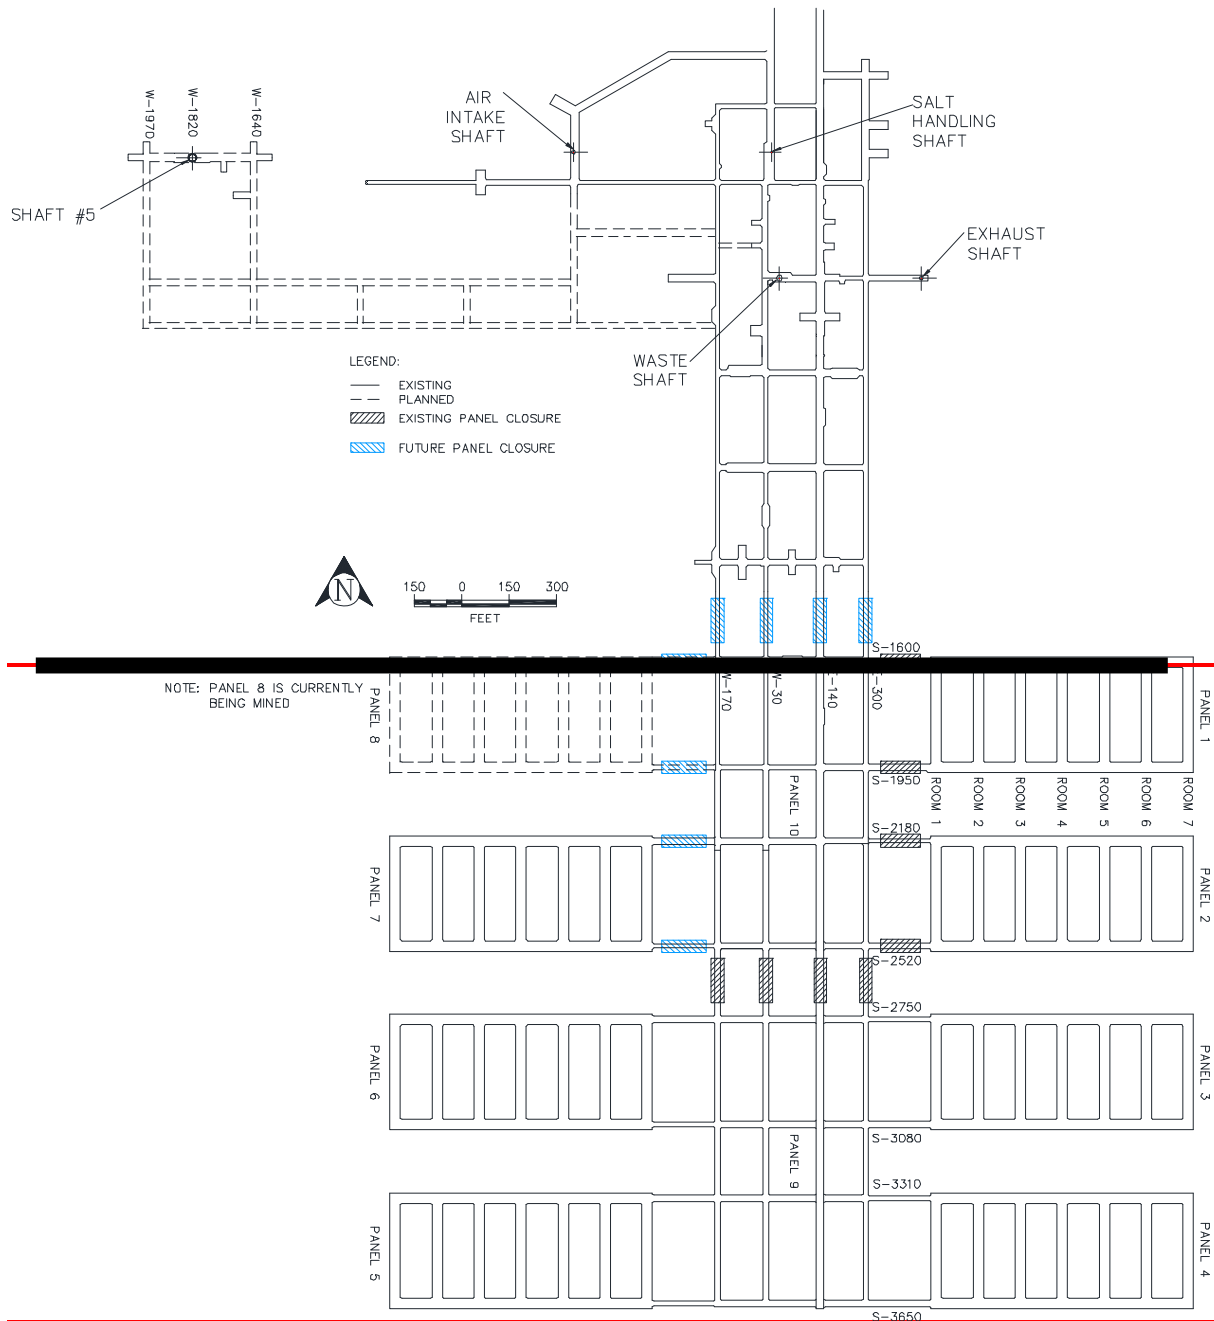 W-1970
W-1820
W-1640
AIR
INTAKE
SHAFT
SALT
HANDLING
SHAFT
SHAFT #5
EXHAUST
SHAFT
WASTE
SHAFT
LEGEND:
EXISTING
PLANNED
EXISTING PANEL CLOSURE
FUTURE PANEL CLOSURE
N
150 0 150 300
FEET
S-1600
NOTE: PANEL 8 IS CURRENTLY
BEING MINED
PANEL 8
W-170
W-30
-140
-300
PANEL 1
S-1950
PANEL 10
ROOM 1
ROOM 2
ROOM 3
ROOM 4
ROOM 5
ROOM 6
ROOM 7
S-2180
PANEL 7
PANEL 2
S-2520
S-2750
PANEL 6
PANEL 3
S-3080
PANEL 9
S-3310
PANEL 5
PANEL 4
S-3650